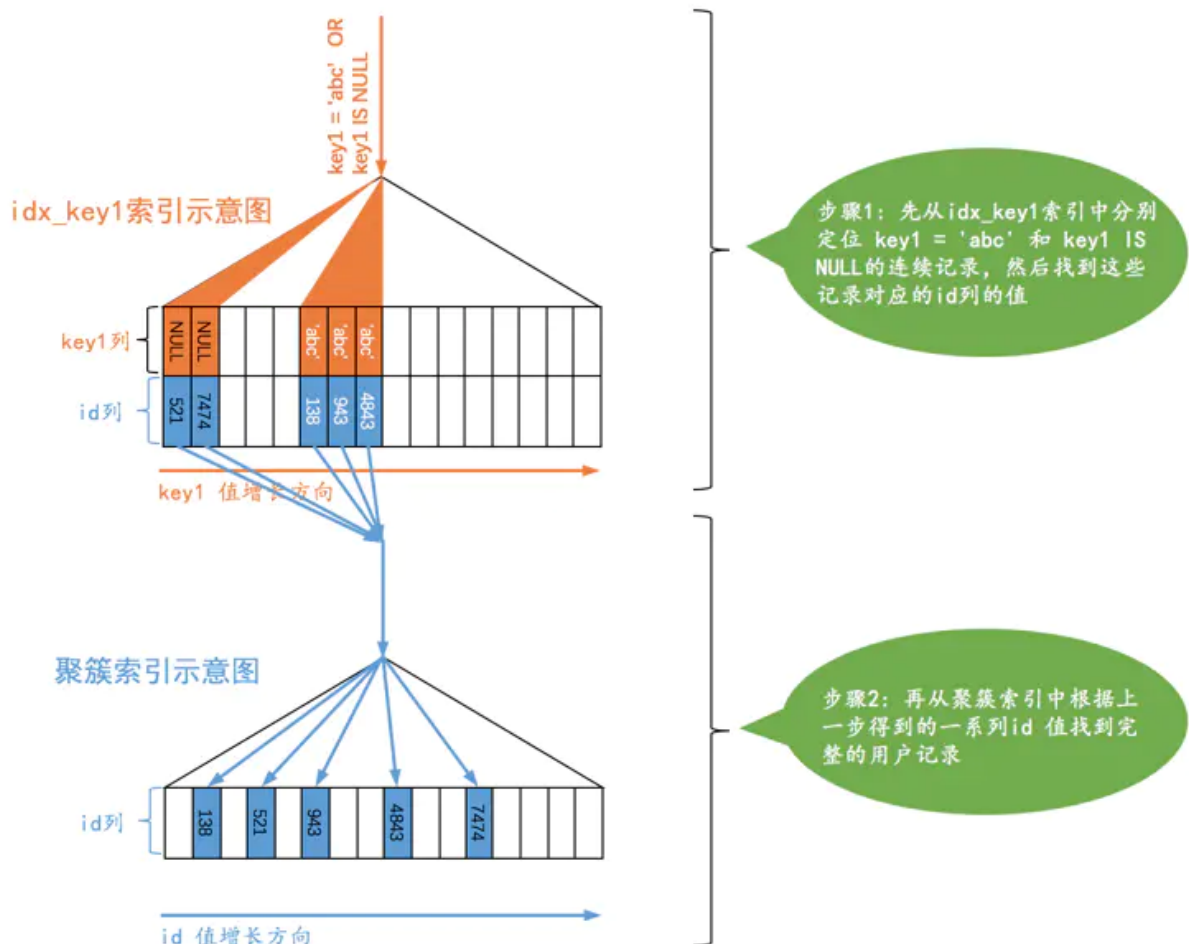 key1 = 'abc' OR
key1 IS NULL
idx_key1索引示意图
key1列
NULL
NULL
'abc'
'abc'
'abc'
id列
521
7474
138
943
4843
key1 值增长方向
步骤1：先从idx_key1索引中分别
定位 key1 = 'abc' 和 key1 IS
NULL的连续记录，然后找到这些
记录对应的id列的值
聚簇索引示意图
id列
138
521
943
4843
7474
id 值增长方向
步骤2：再从聚簇索引中根据上
一步得到的一系列id 值找到完
整的用户记录